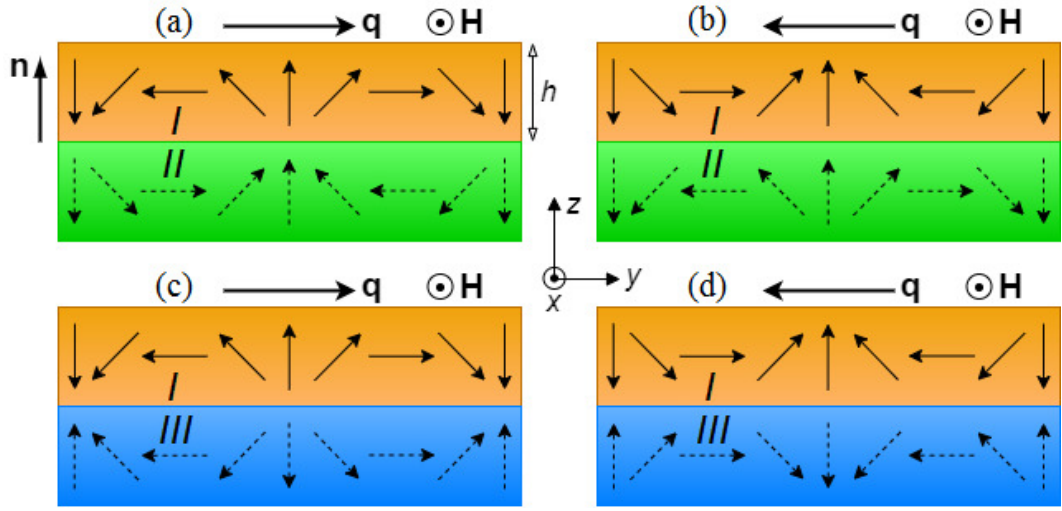 (a) q ⊙ H
n
h
I
II
(b) q ⊙ H
I
II
z
y
x
(c) q ⊙ H
I
III
(d) q ⊙ H
I
III